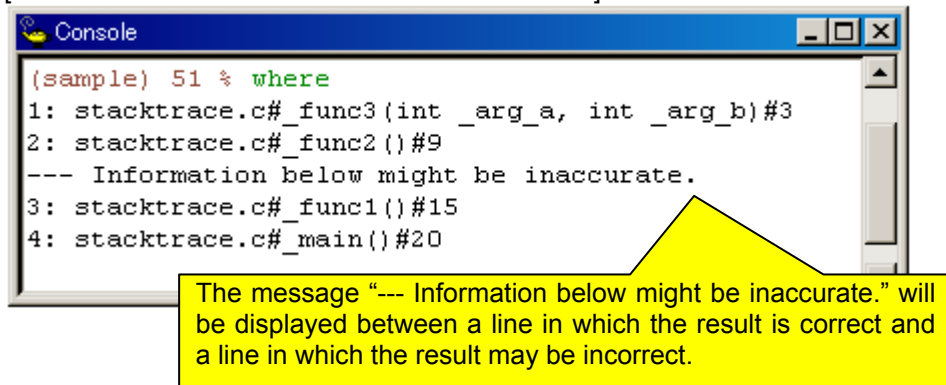 [ ]
Console
(sample) 51 % where
1: stacktrace.c#_func3(int _arg_a, int _arg_b)#3
2: stacktrace.c#_func2()#9
--- Information below might be inaccurate.
3: stacktrace.c#_func1()#15
4: stacktrace.c#_main()#20
The message “--- Information below might be inaccurate.” will
be displayed between a line in which the result is correct and
a line in which the result may be incorrect.